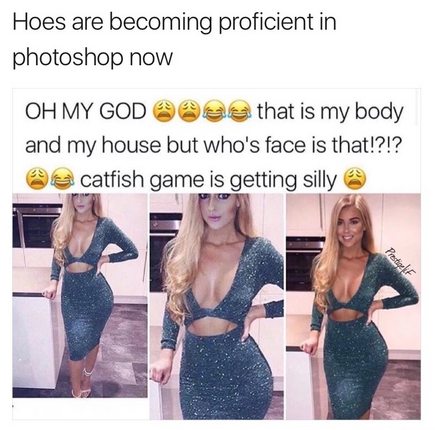 Hoes are becoming proficient in
photoshop now
OH MY GOD 😩😩😂😂 that is my body
and my house but who's face is that!?!?
😩😂 catfish game is getting silly 😩